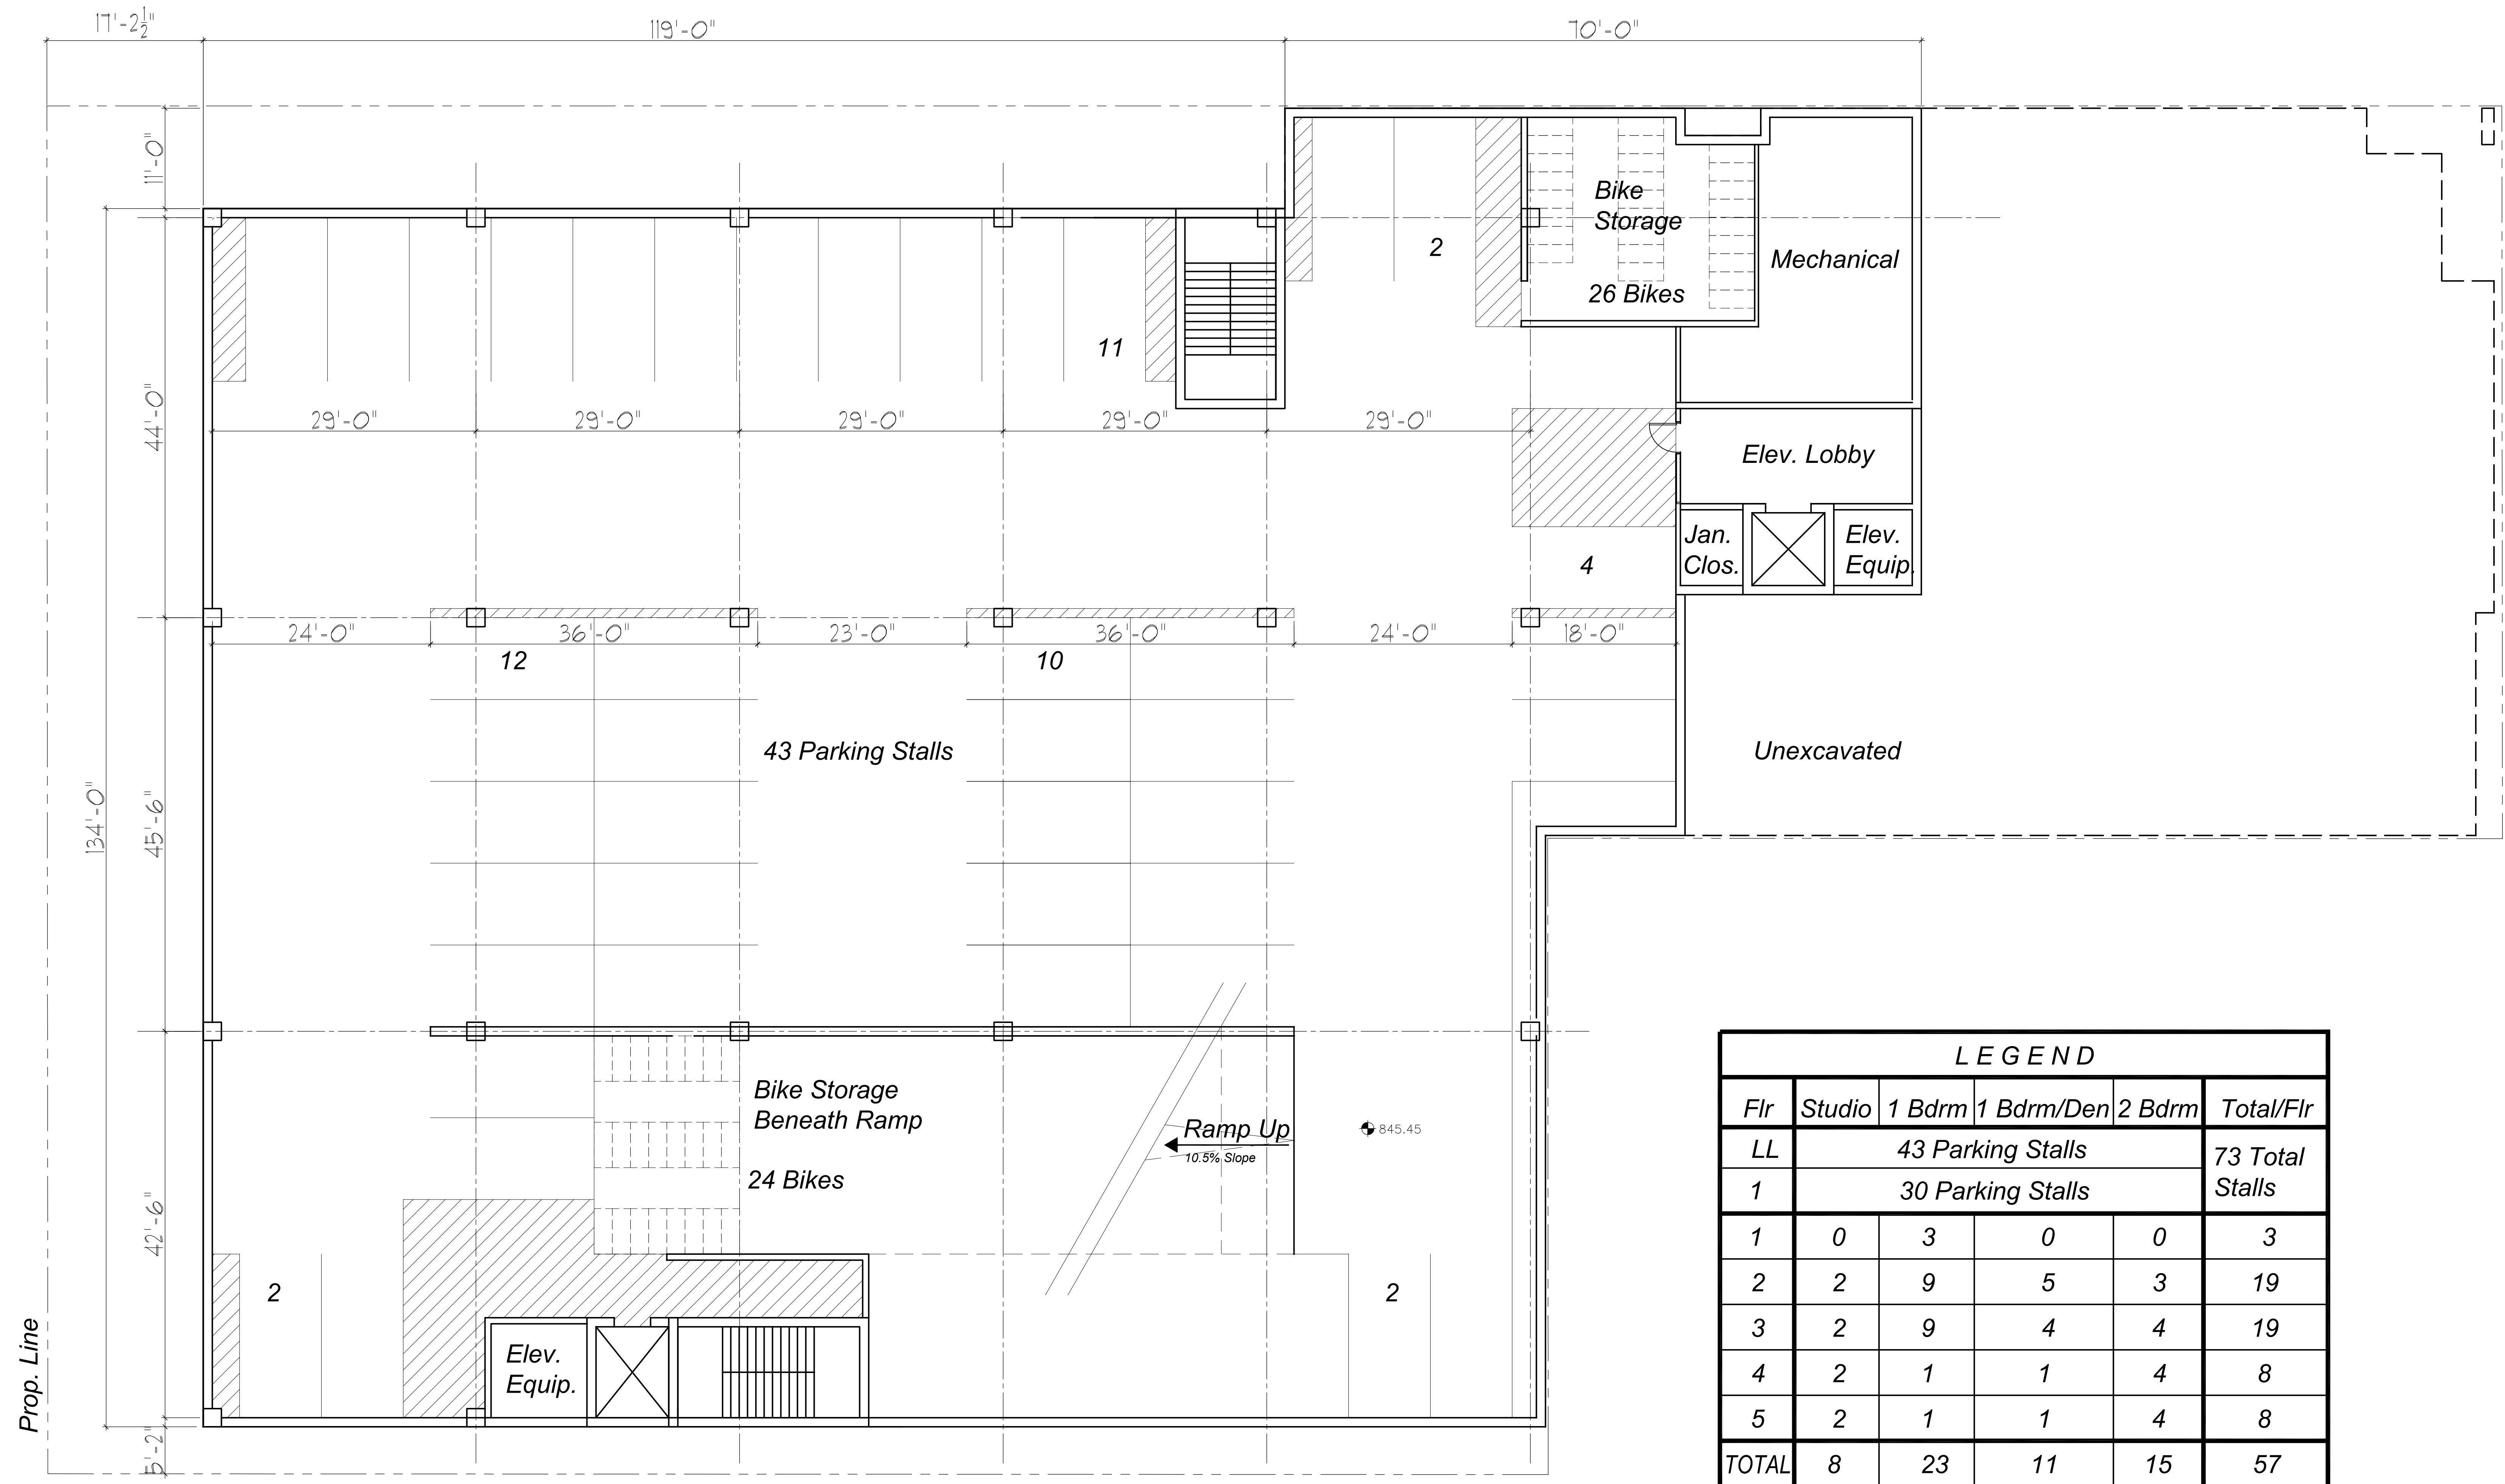 17'-2½" 119'-0" 70'-0"
11'-0"
Bike
Storage
2
Mechanical
26 Bikes
11
44'-0"
29'-0" 29'-0" 29'-0" 29'-0" 29'-0"
Elev. Lobby
Jan.
Clos.
Elev.
Equip.
4
24'-0" 36'-0" 23'-0" 36'-0" 24'-0" 18'-0"
12 10
43 Parking Stalls
Unexcavated
134'-0"
45'-6"
Bike Storage
Beneath Ramp
24 Bikes
Ramp Up
10.5% Slope
845.45
42'-6"
2 2
Elev.
Equip.
Prop. Line
5'-2"
LEGEND
Flr Studio 1 Bdrm 1 Bdrm/Den 2 Bdrm Total/Flr
LL 43 Parking Stalls 73 Total
Stalls
1 30 Parking Stalls
1 0 3 0 0 3
2 2 9 5 3 19
3 2 9 4 4 19
4 2 1 1 4 8
5 2 1 1 4 8
TOTAL 8 23 11 15 57